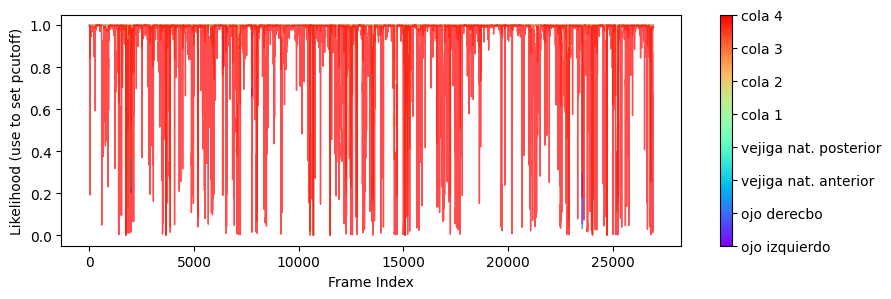 Likelihood (use to set pcutoff)
1.0
0.8
0.6
0.4
0.2
0.0
0 5000 10000 15000 20000 25000
Frame Index
cola 4
cola 3
cola 2
cola 1
vejiga nat. posterior
vejiga nat. anterior
ojo derecbo
ojo izquierdo